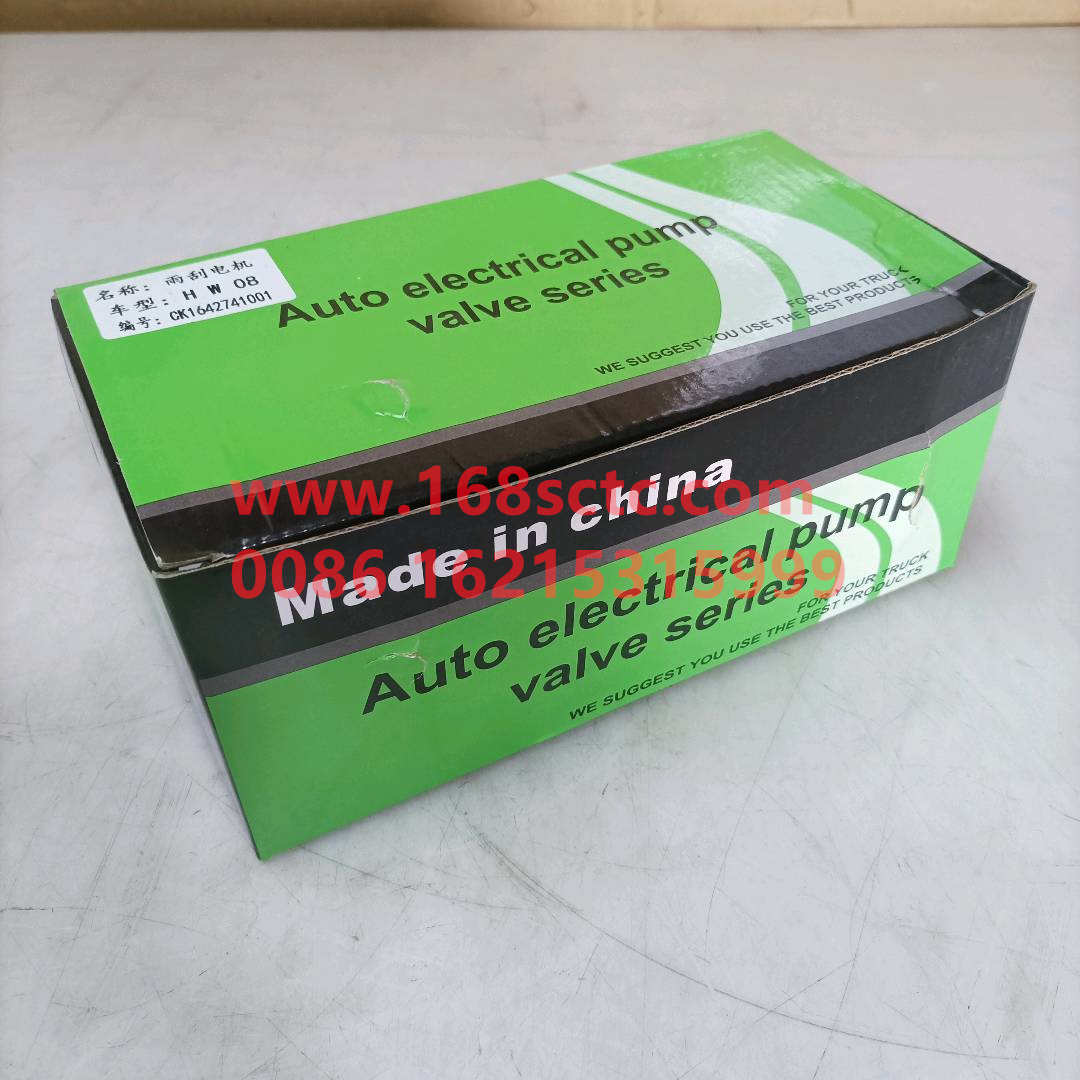 名称: 雨刮电机
车型: H W 08
编号: CK1642741001
Auto electrical pump
valve series
FOR YOUR TRUCK
WE SUGGEST YOU USE THE BEST PRODUCTS
www.168sctc.com
Made in china
0086 16215315999
Auto electrical pump
valve series
FOR YOUR TRUCK
WE SUGGEST YOU USE THE BEST PRODUCTS